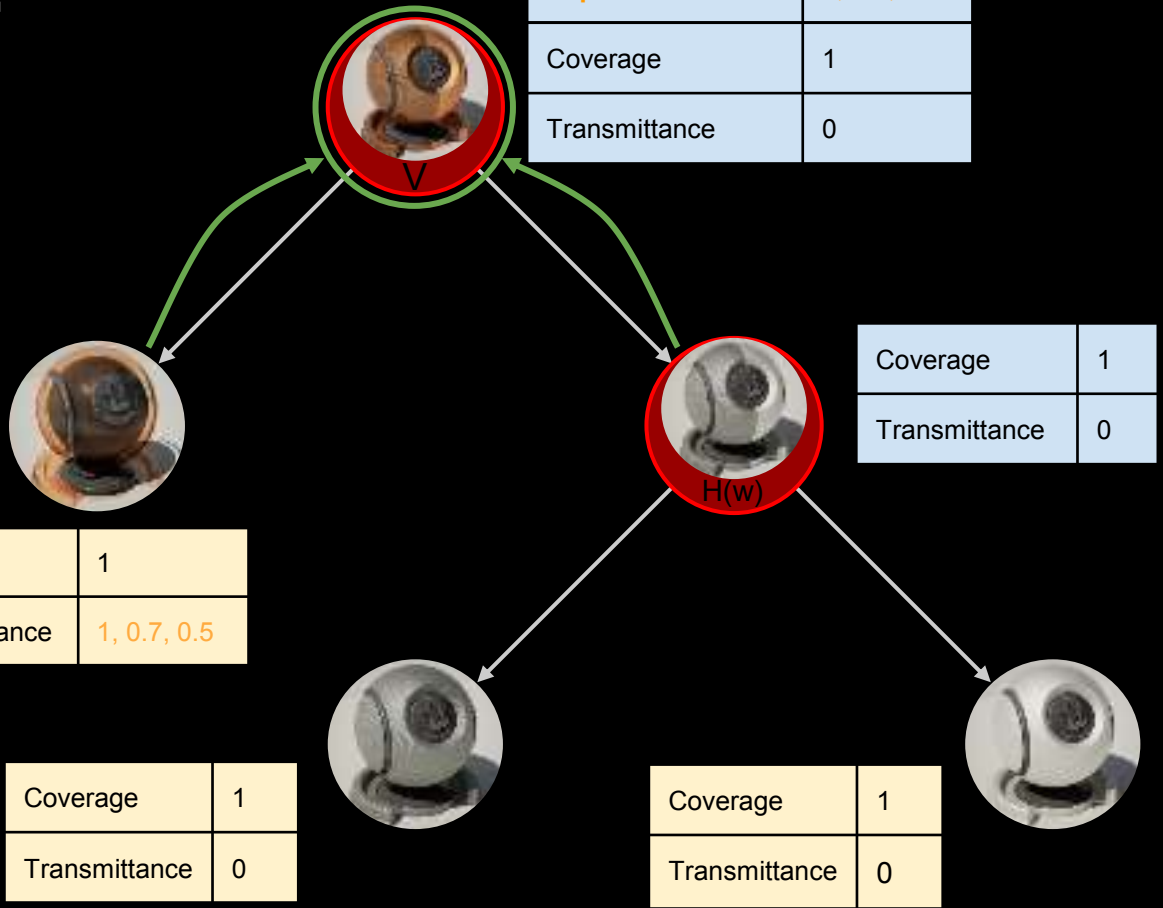 Coverage 1
Transmittance 0
V
Coverage 1
Transmittance 0
H(w)
1
ance 1, 0.7, 0.5
Coverage 1
Transmittance 0
Coverage 1
Transmittance 0